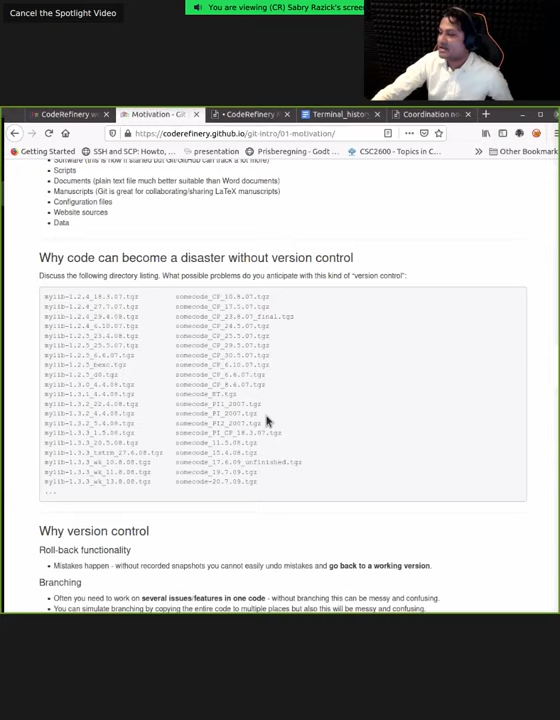 Cancel the Spotlight Video
You are viewing (CR) Sabry Razick's scree
CodeRefinery w
Motivation - Git
• CodeRefinery
Terminal_histor
Coordination no
https://coderefinery.github.io/git-intro/01-motivation/
Getting Started
SSH and SCP: Howto, ...
presentation
Prisberegning - Godt ...
CSC2600 - Topics in C...
Other Bookmark
Software (this is how it started but Git/GitHub can track a lot more)
Scripts
Documents (plain text file much better suitable than Word documents)
Manuscripts (Git is great for collaborating/sharing LaTeX manuscripts)
Configuration files
Website sources
Data
Why code can become a disaster without version control
Discuss the following directory listing. What possible problems do you anticipate with this kind of "version control":
mylib-1.2.4_18.3.07.tgz somecode_CP_10.8.07.tgz
mylib-1.2.4_27.7.07.tgz somecode_CP_17.5.07.tgz
mylib-1.2.4_29.4.08.tgz somecode_CP_23.8.07_final.tgz
mylib-1.2.4_6.10.07.tgz somecode_CP_24.5.07.tgz
mylib-1.2.5_23.4.08.tgz somecode_CP_25.5.07.tgz
mylib-1.2.5_25.5.07.tgz somecode_CP_29.5.07.tgz
mylib-1.2.5_6.6.07.tgz somecode_CP_30.5.07.tgz
mylib-1.2.5_bexc.tgz somecode_CP_6.10.07.tgz
mylib-1.2.5_d0.tgz somecode_CP_6.6.07.tgz
mylib-1.3.0_4.4.08.tgz somecode_CP_8.6.07.tgz
mylib-1.3.1_4.4.08.tgz somecode_KT.tgz
mylib-1.3.2_22.4.08.tgz somecode_PI1_2007.tgz
mylib-1.3.2_4.4.08.tgz somecode_PI_2007.tgz
mylib-1.3.2_5.4.08.tgz somecode_PI2_2007.tgz
mylib-1.3.3_1.5.08.tgz somecode_PI_CP_18.3.07.tgz
mylib-1.3.3_20.5.08.tgz somecode_11.5.08.tgz
mylib-1.3.3_tstrm_27.6.08.tgz somecode_15.4.08.tgz
mylib-1.3.3_wk_10.8.08.tgz somecode_17.6.09_unfinished.tgz
mylib-1.3.3_wk_11.8.08.tgz somecode_19.7.09.tgz
mylib-1.3.3_wk_13.8.08.tgz somecode-20.7.09.tgz
...
Why version control
Roll-back functionality
Mistakes happen - without recorded snapshots you cannot easily undo mistakes and go back to a working version.
Branching
Often you need to work on several issues/features in one code - without branching this can be messy and confusing.
You can simulate branching by copying the entire code to multiple places but also this will be messy and confusing.